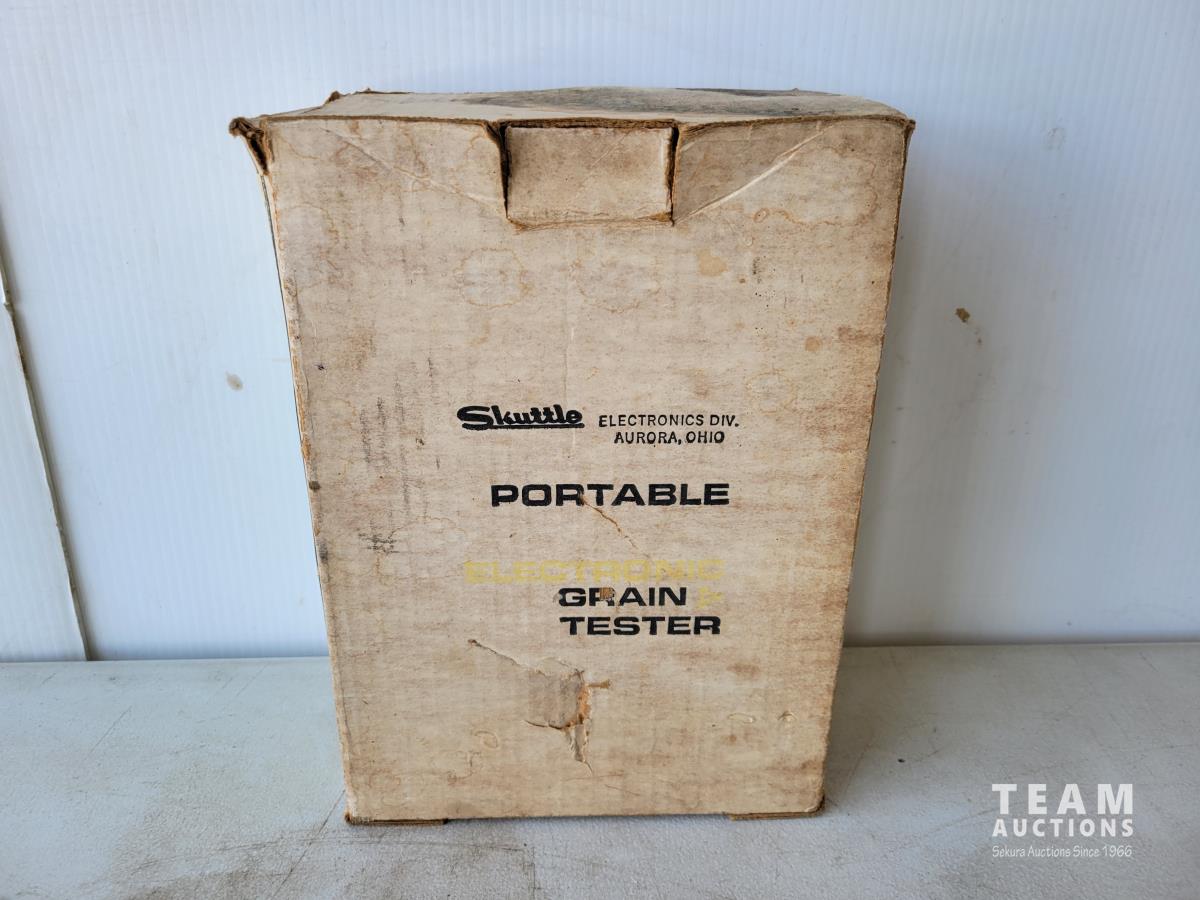 Skuttle ELECTRONICS DIV.
AURORA, OHIO
PORTABLE
ELECTRONIC
GRAIN
TESTER
TEAM
AUCTIONS
Sekura Auctions Since 1966